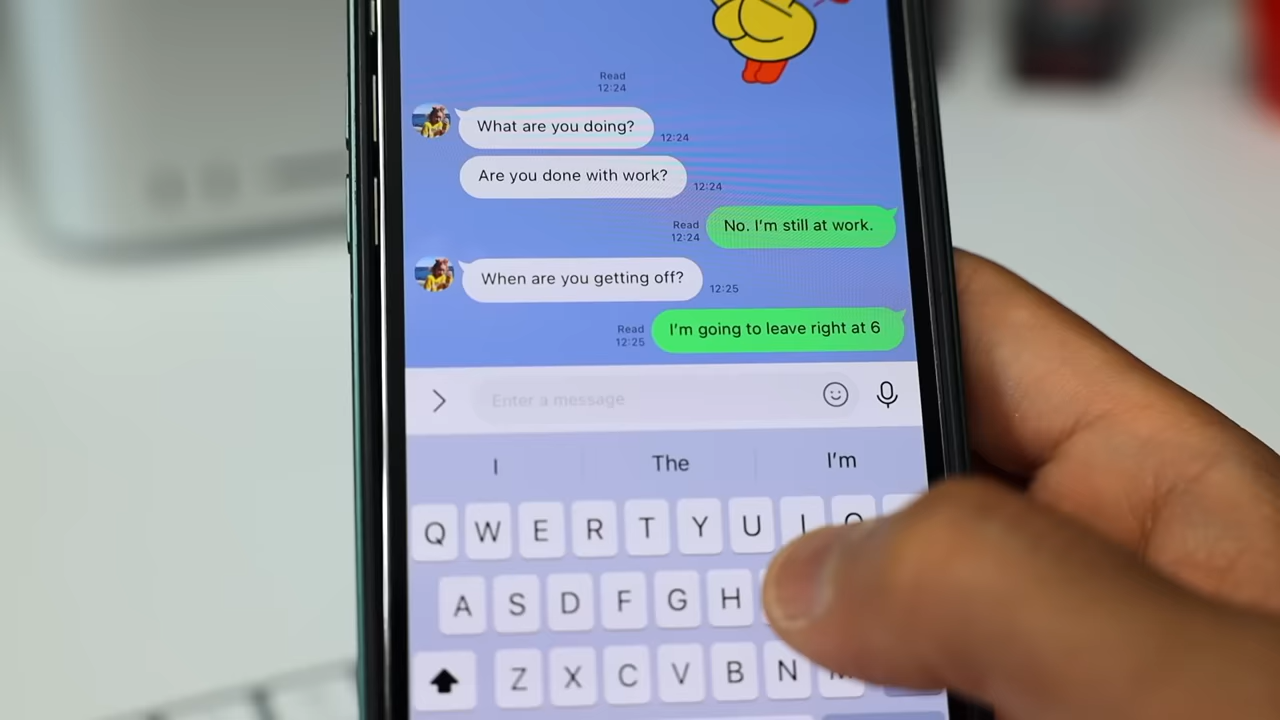 Read
12:24
What are you doing?
12:24
Are you done with work?
12:24
Read
12:24
No. I'm still at work.
When are you getting off?
12:25
Read
12:25
I'm going to leave right at 6
Enter a message
I The I'm
Q W E R T Y U I O
A S D F G H
Z X C V B N M